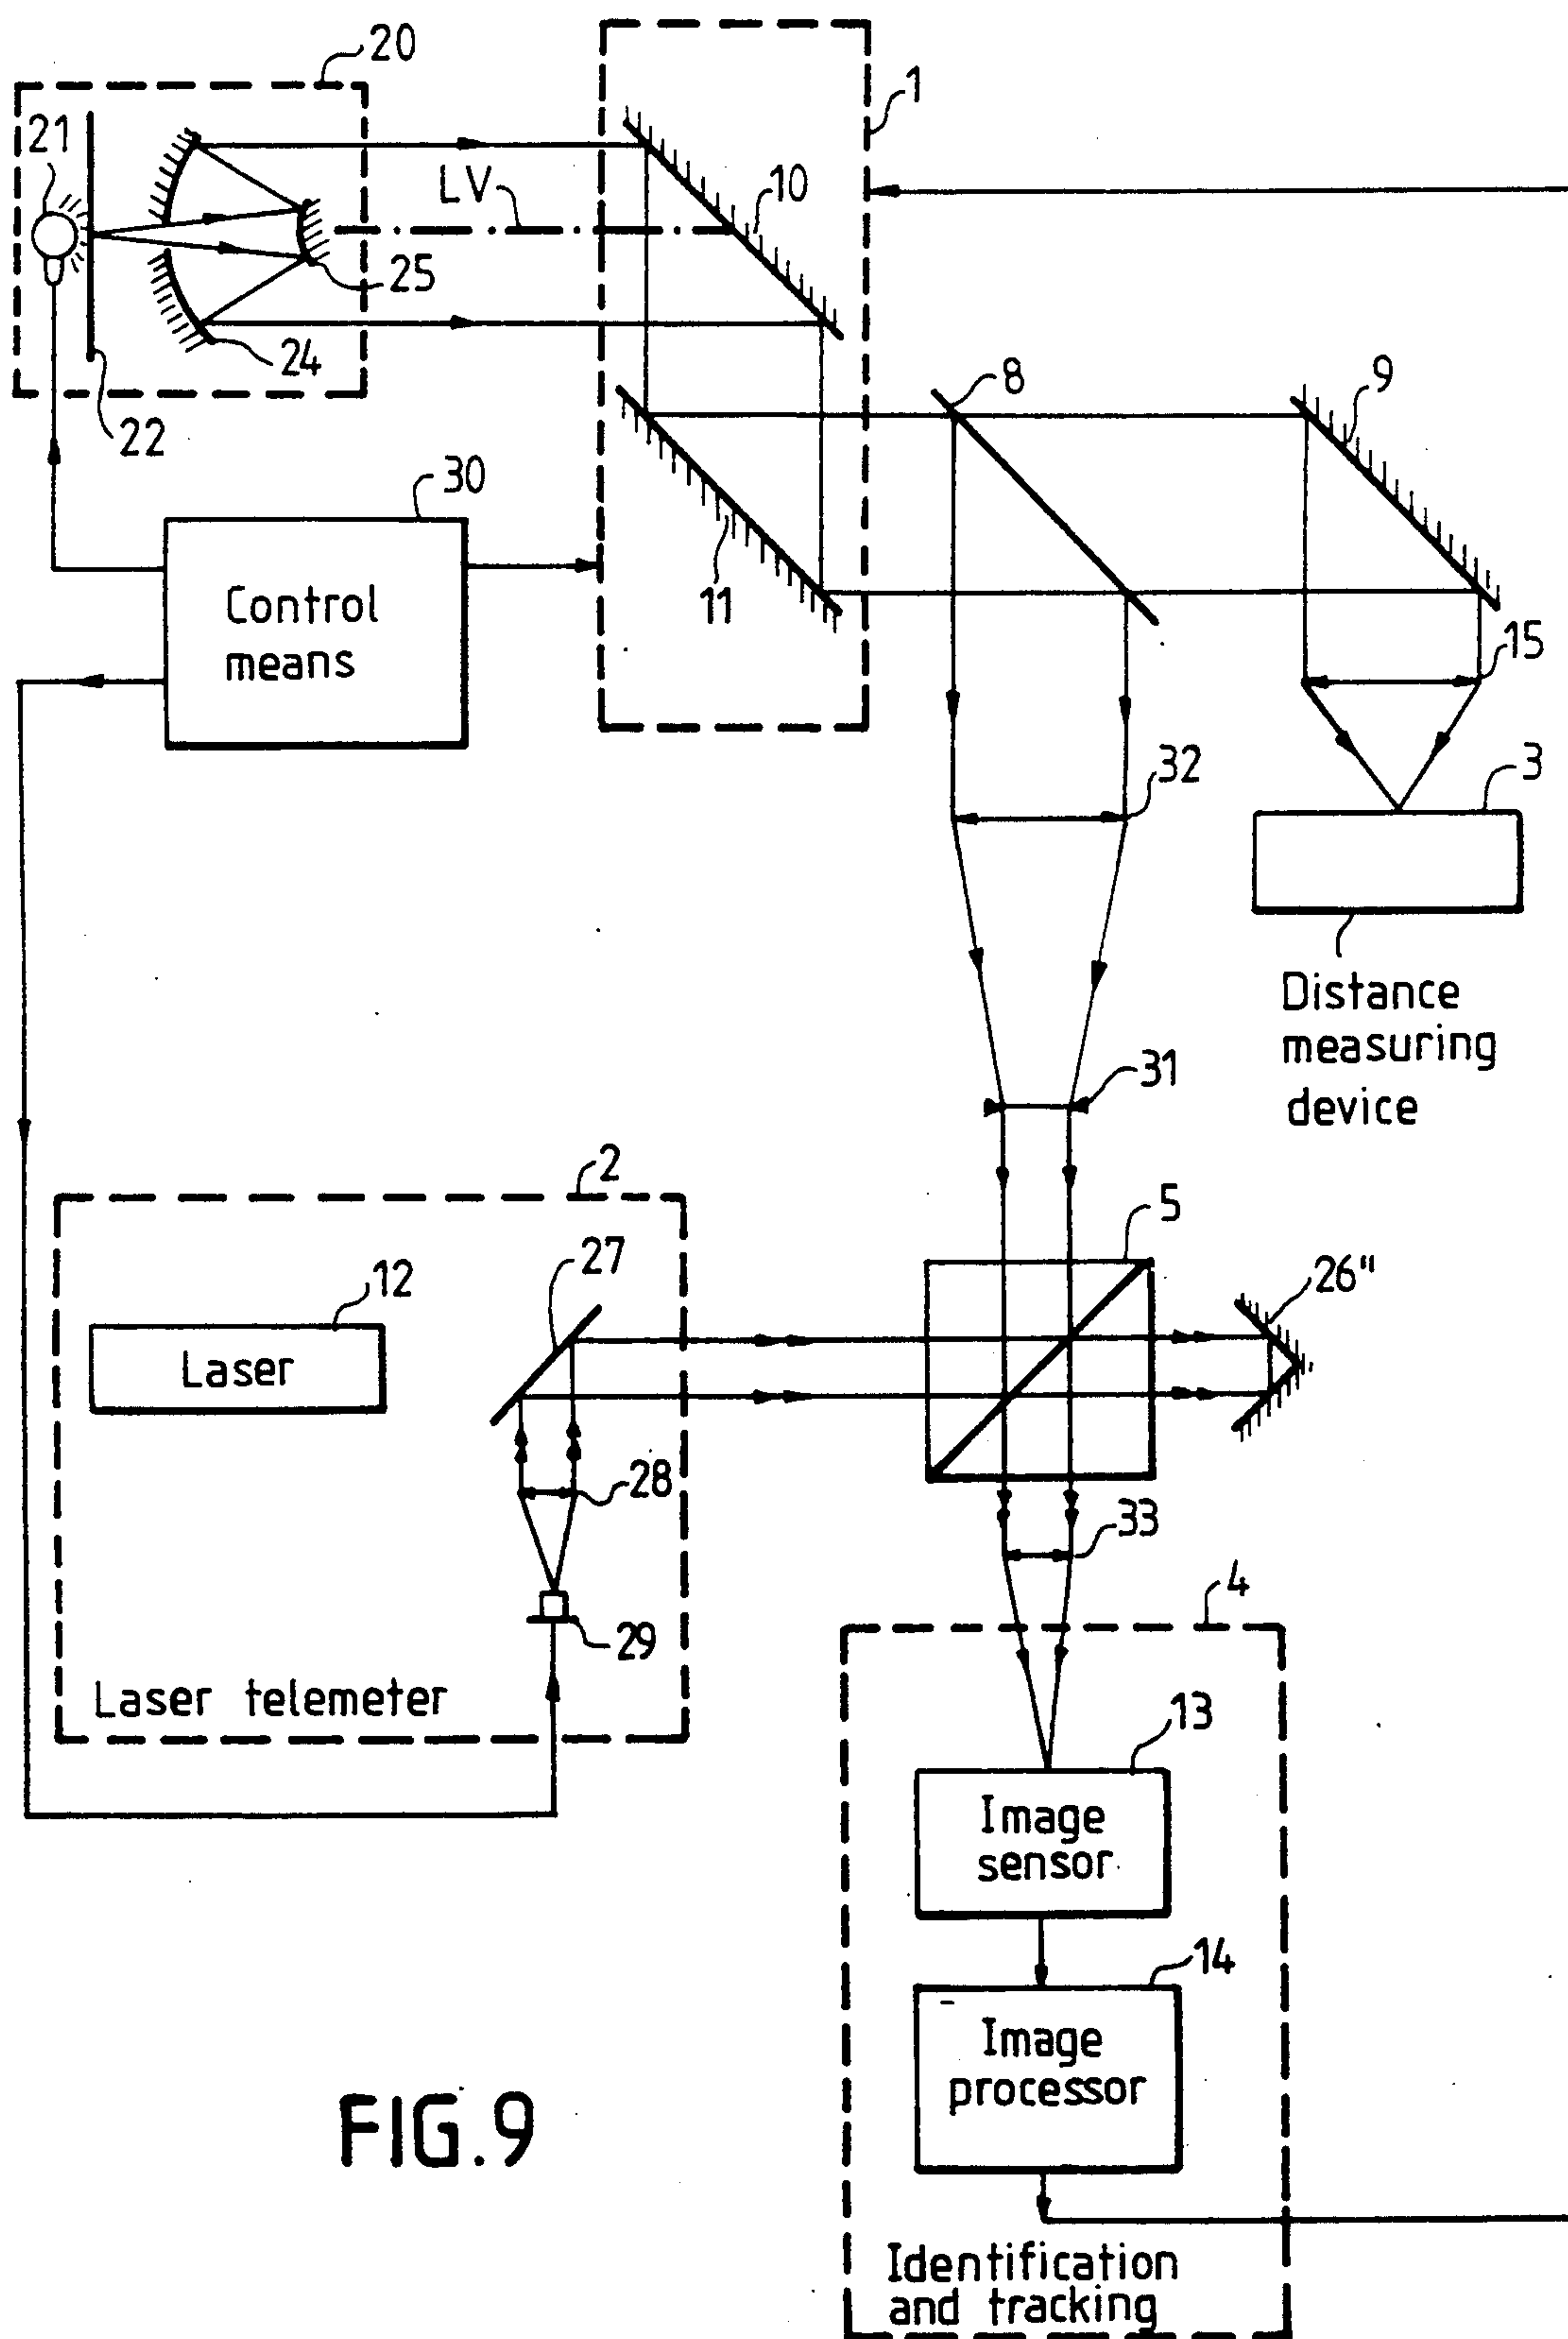 20
1
21
10
LV
25
24
8
9
22
30
Control
means
11
15
32
3
Distance
measuring
device
31
2
5
27
26"
12
Laser
28
33
29
4
Laser telemeter
13
Image
sensor
14
Image
processor
FIG.9
Identification
and tracking